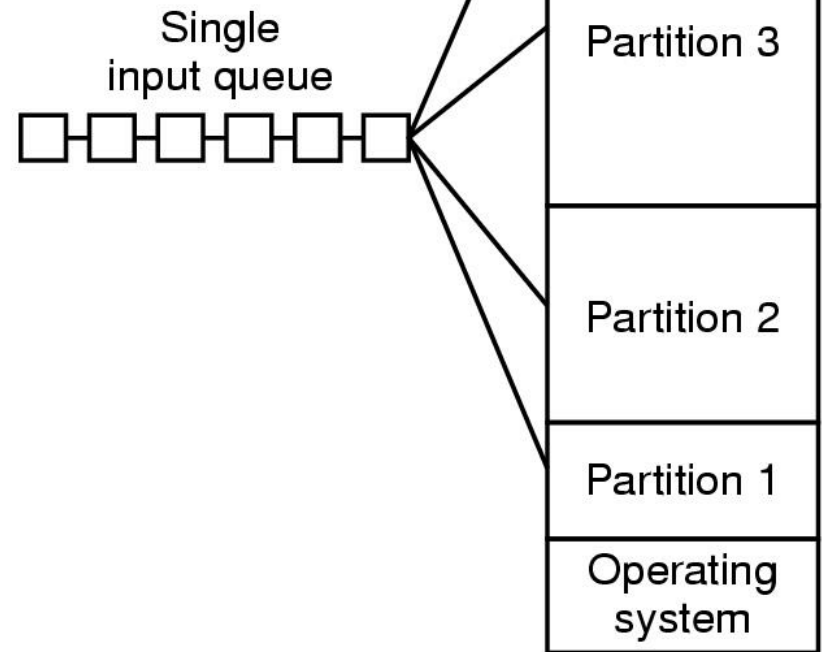 Single
input queue
Partition 3
Partition 2
Partition 1
Operating
system